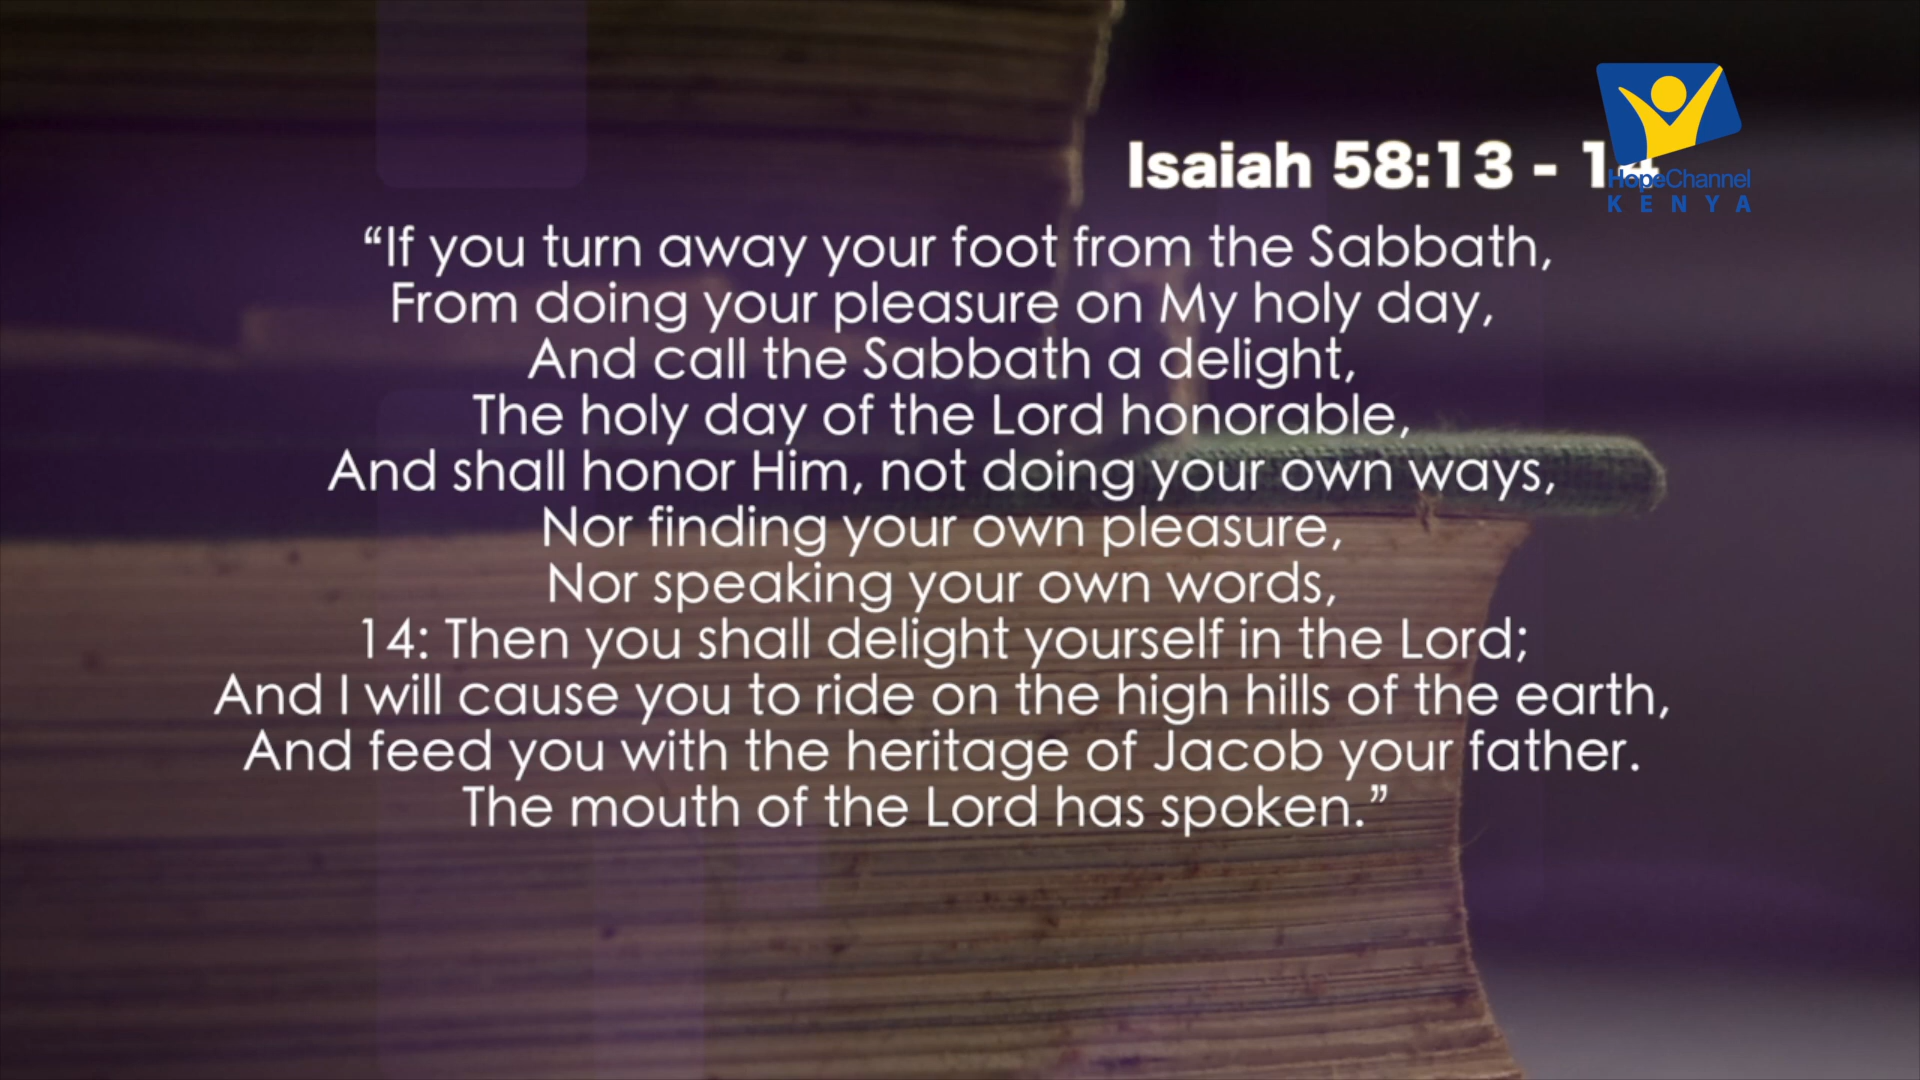 Isaiah 58:13 - 14
HopeChannel
KENYA
“If you turn away your foot from the Sabbath,
From doing your pleasure on My holy day,
And call the Sabbath a delight,
The holy day of the Lord honorable,
And shall honor Him, not doing your own ways,
Nor finding your own pleasure,
Nor speaking your own words,
14: Then you shall delight yourself in the Lord;
And I will cause you to ride on the high hills of the earth,
And feed you with the heritage of Jacob your father.
The mouth of the Lord has spoken.”